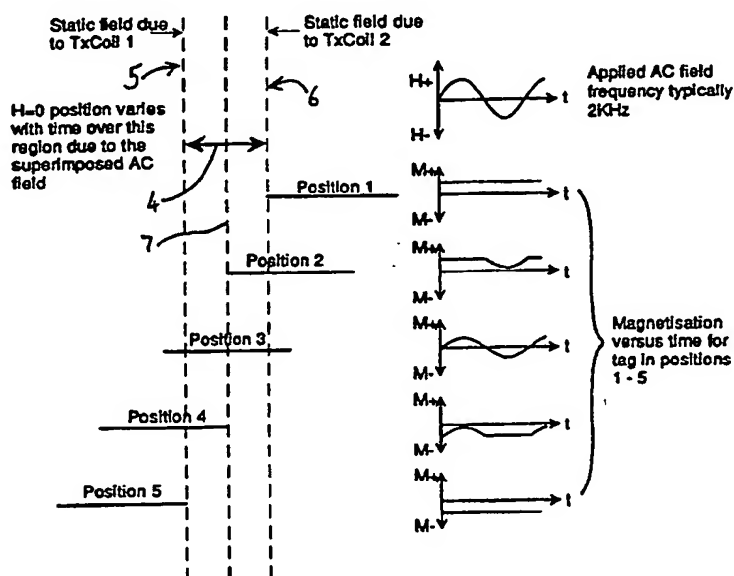 Static field due
to TxCoil 1
Static field due
to TxCoil 2
5
6
H=0 position varies
with time over this
region due to the
superimposed AC
field
4
7
Position 1
Position 2
Position 3
Position 4
Position 5
H+
H-
t
Applied AC field
frequency typically
2KHz
M+
M-
t
M+
M-
t
M+
M-
t
M+
M-
t
M+
M-
t
Magnetisation
versus time for
tag in positions
1 - 5